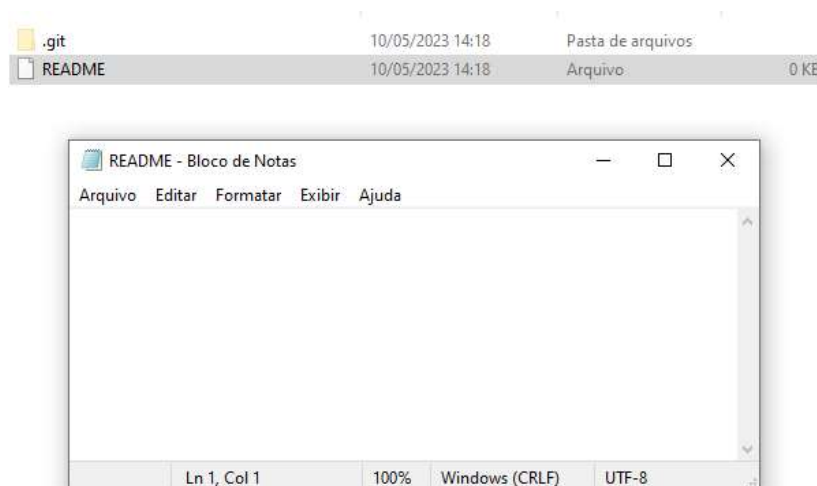 .git 10/05/2023 14:18 Pasta de arquivos
README 10/05/2023 14:18 Arquivo 0 KB
README - Bloco de Notas
Arquivo Editar Formatar Exibir Ajuda
Ln 1, Col 1 100% Windows (CRLF) UTF-8